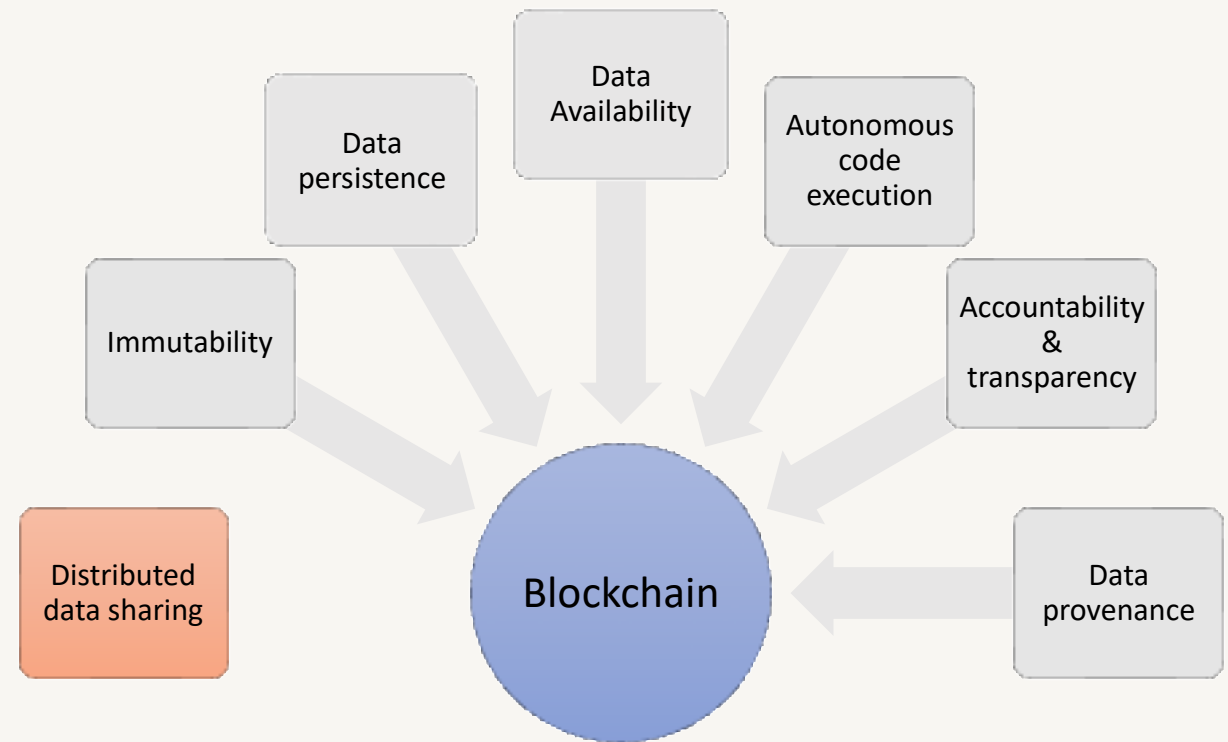 Data
Availability
Data
persistence
Autonomous
code
execution
Immutability
Accountability
&
transparency
Distributed
data sharing
Blockchain
Data
provenance